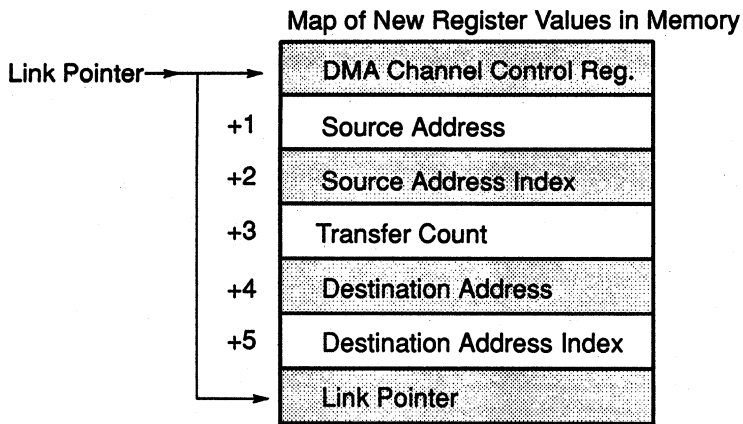 Map of New Register Values in Memory
Link Pointer DMA Channel Control Reg.
+1 Source Address
+2 Source Address Index
+3 Transfer Count
+4 Destination Address
+5 Destination Address Index
Link Pointer